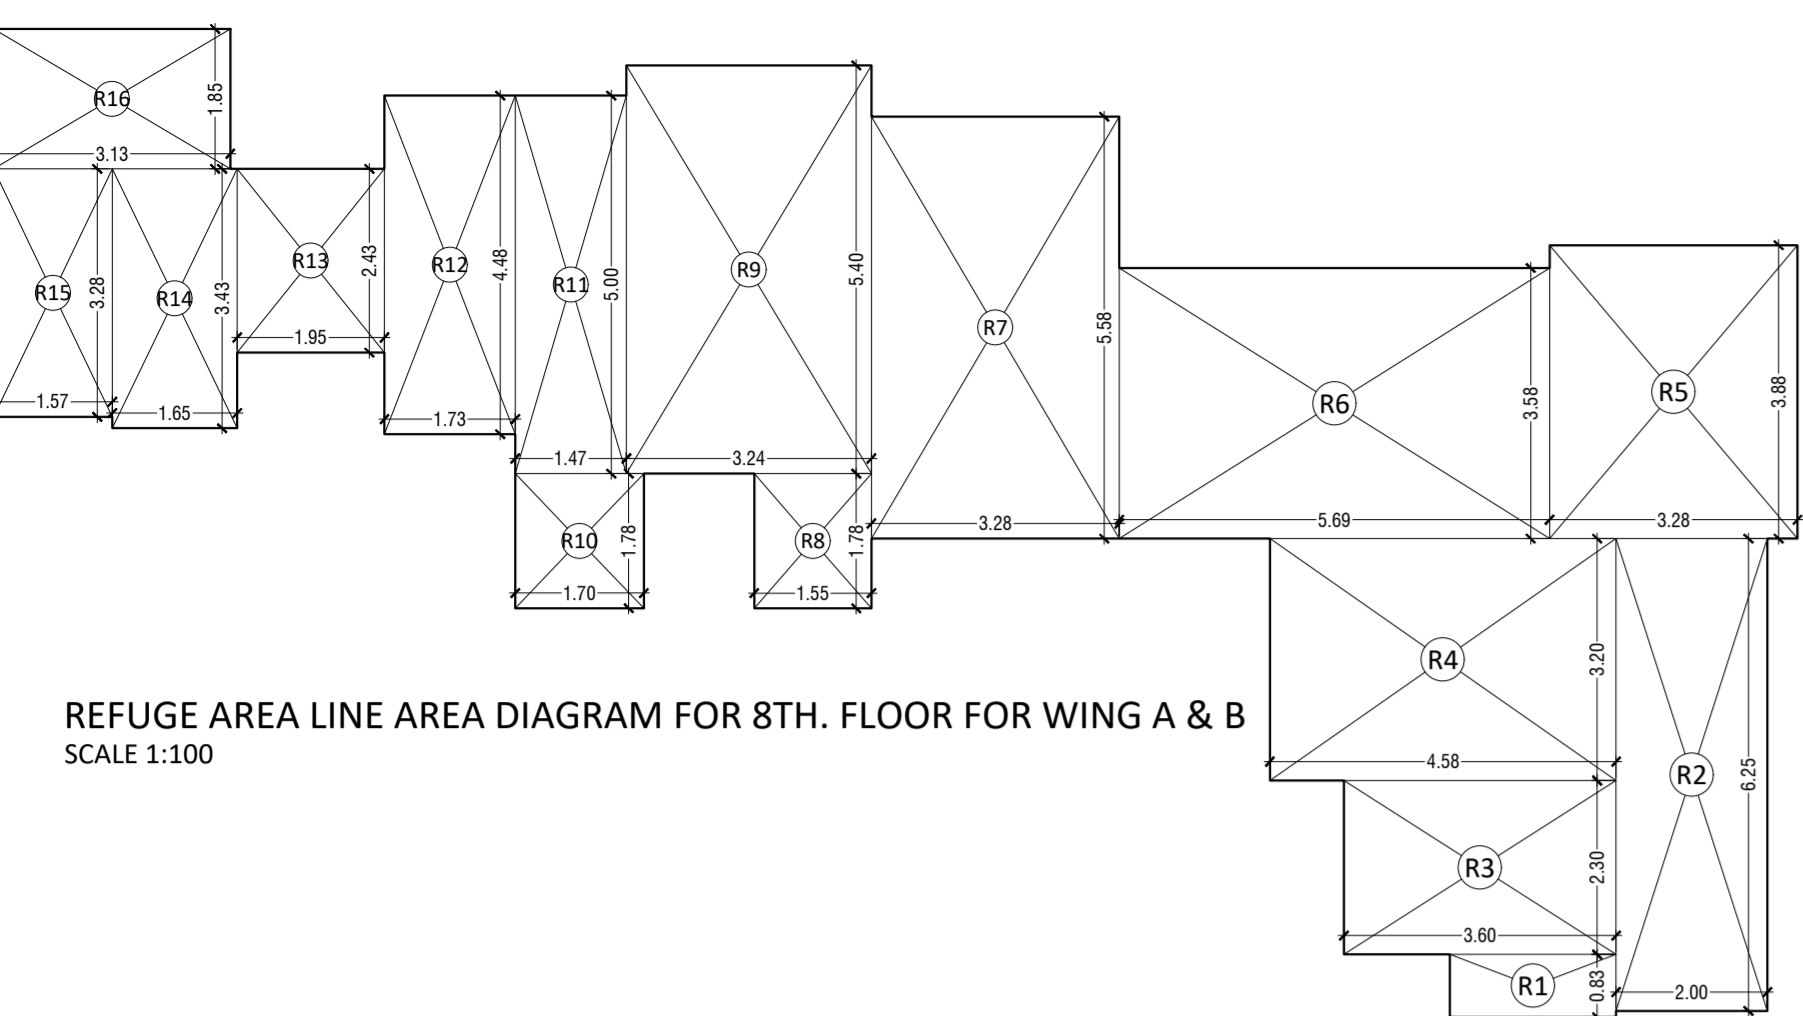 R16
1.85
3.13
R15
3.28
1.57
R14
3.43
1.65
R13
2.43
1.95
R12
4.48
1.73
R11
5.00
1.47
R9
5.40
3.24
R10
1.78
1.70
R8
1.78
1.55
R7
5.58
3.28
R6
3.58
5.69
R5
3.88
3.28
R4
3.20
4.58
R2
6.25
2.00
R3
2.30
3.60
R1
0.83
REFUGE AREA LINE AREA DIAGRAM FOR 8TH. FLOOR FOR WING A & B
SCALE 1:100